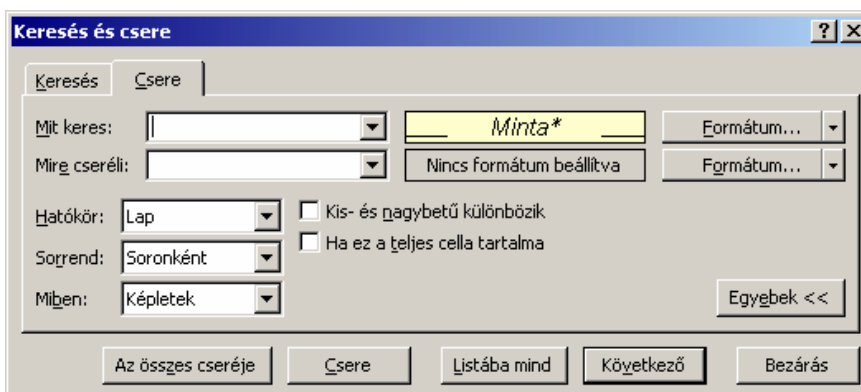 Keresés és csere
Keresés Csere
Mit keres: Minta* Formátum...
Mire cseréli: Nincs formátum beállítva Formátum...
Hatókör: Lap Kis- és nagybetű különbözik
Ha ez a teljes cella tartalma
Sorrend: Soronként
Miben: Képletek Egyebek <<
Az összes cseréje Csere Listába mind Következő Bezárás